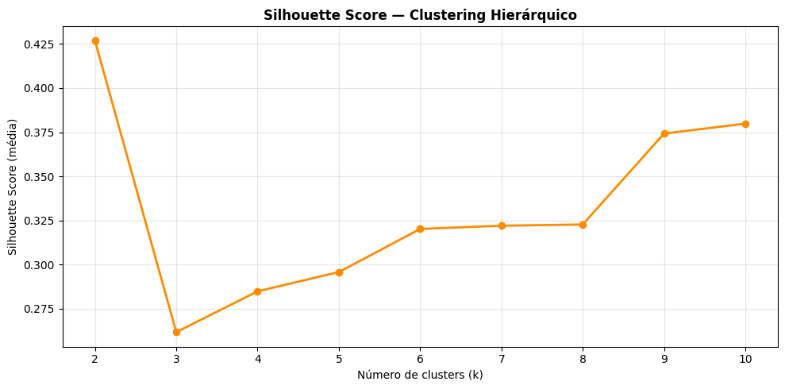 Silhouette Score — Clustering Hierárquico
Silhouette Score (média)
0.425
0.400
0.375
0.350
0.325
0.300
0.275
2 3 4 5 6 7 8 9 10
Número de clusters (k)